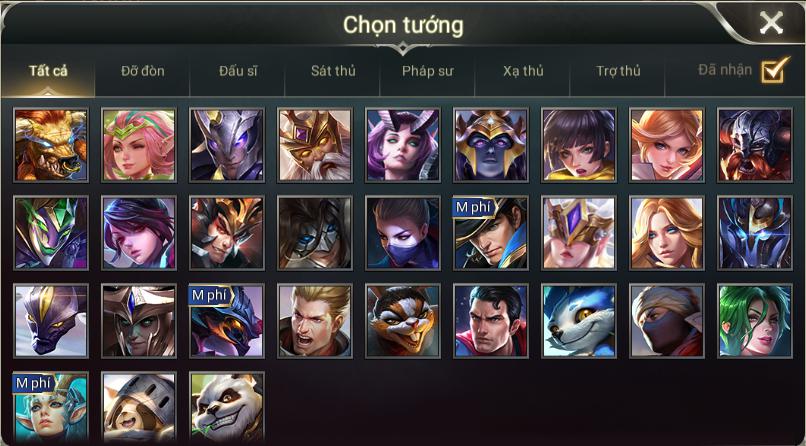 Chọn tướng
Tất cả Đỡ đòn Đấu sĩ Sát thủ Pháp sư Xạ thủ Trợ thủ Đã nhận
M phí
M phí
M phí